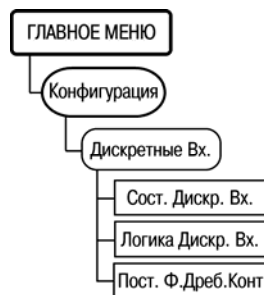 ГЛАВНОЕ МЕНЮ
Конфигурация
Дискретные Вх.
Сост. Дискр. Вх.
Логика Дискр. Вх.
Пост. Ф.Дреб.Конт